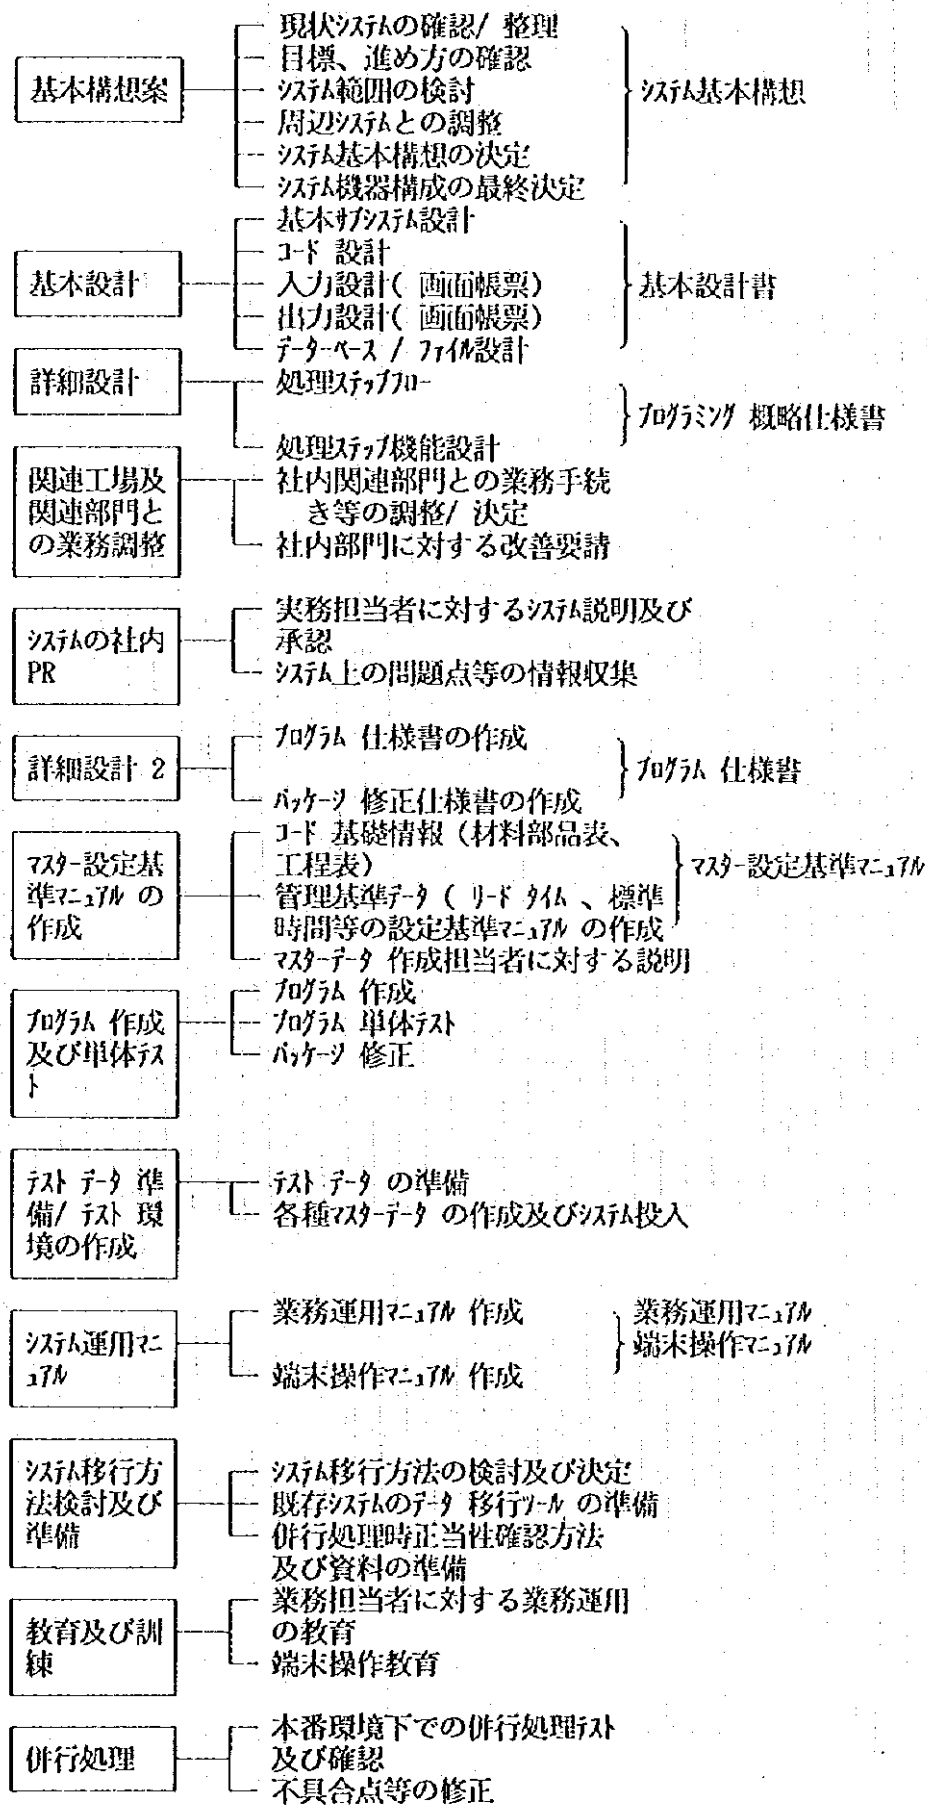 基本構想案
現状システムの確認/ 整理
目標、進め方の確認
システム範囲の検討
周辺システムとの調整
システム基本構想の決定
システム機器構成の最終決定
システム基本構想
基本設計
基本サブシステム設計
コード 設計
入力設計( 画面帳票)
出力設計( 画面帳票)
データーベース / ファイル設計
基本設計書
詳細設計
処理ステップフロー
処理ステップ機能設計
プログラミング 概略仕様書
関連工場及
関連部門と
の業務調整
社内関連部門との業務手続
き等の調整/ 決定
社内部門に対する改善要請
システムの社内
PR
実務担当者に対するシステム説明及び
承認
システム上の問題点等の情報収集
詳細設計 2
プログラム 仕様書の作成
パッケージ 修正仕様書の作成
プログラム 仕様書
マスター設定基
準マニュアル の
作成
コード 基礎情報（材料部品表、
工程表）
管理基準データ ( リード タイム 、標準
時間等の設定基準マニュアル の作成
マスターデータ 作成担当者に対する説明
マスター設定基準マニュアル
プログラム 作成
及び単体テス
ト
プログラム 作成
プログラム 単体テスト
パッケージ 修正
テスト データ 準
備/ テスト 環
境の作成
テスト データ の準備
各種マスターデータ の作成及びシステム投入
システム運用マニ
ュアル
業務運用マニュアル 作成
端末操作マニュアル 作成
業務運用マニュアル
端末操作マニュアル
システム移行方
法検討及び
準備
システム移行方法の検討及び決定
既存システムのデータ 移行ツール の準備
併行処理時正当性確認方法
及び資料の準備
教育及び訓
練
業務担当者に対する業務運用
の教育
端末操作教育
併行処理
本番環境下での併行処理テスト
及び確認
不具合点等の修正